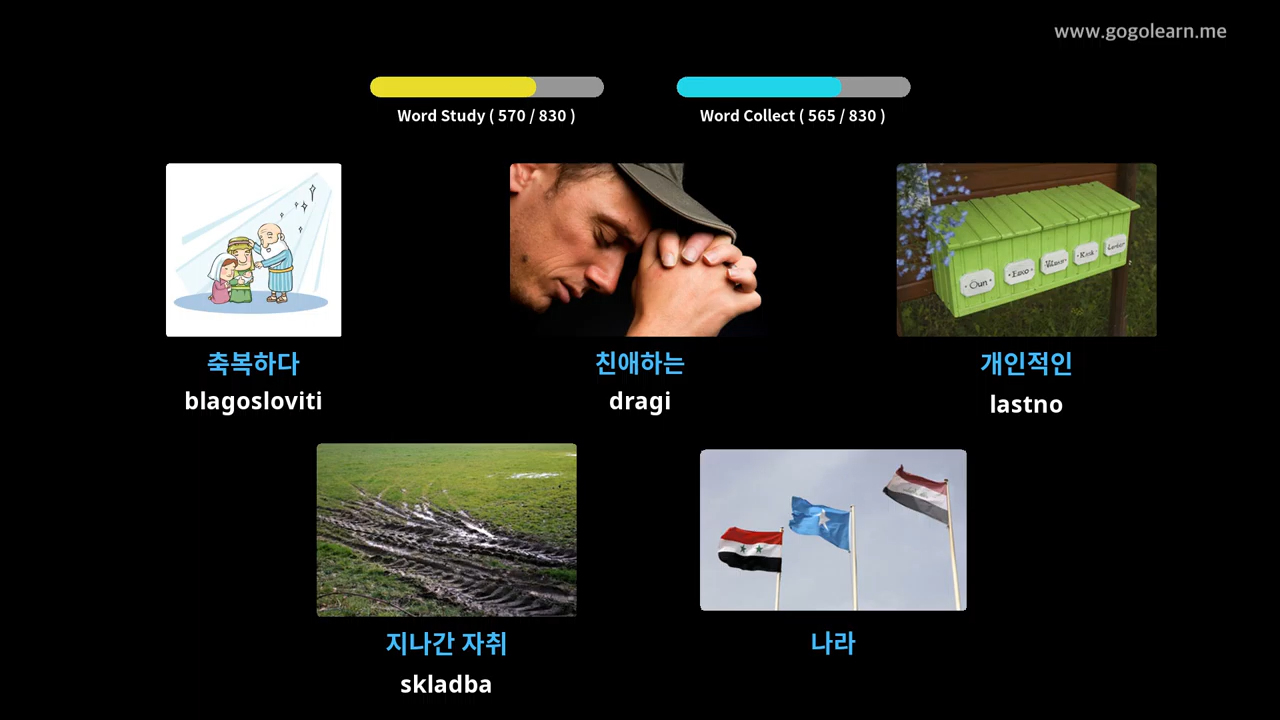 www.gogolearn.me
Word Study ( 570 / 830 )
Word Collect ( 565 / 830 )
축복하다
blagosloviti
친애하는
dragi
개인적인
lastno
지나간 자취
skladba
나라